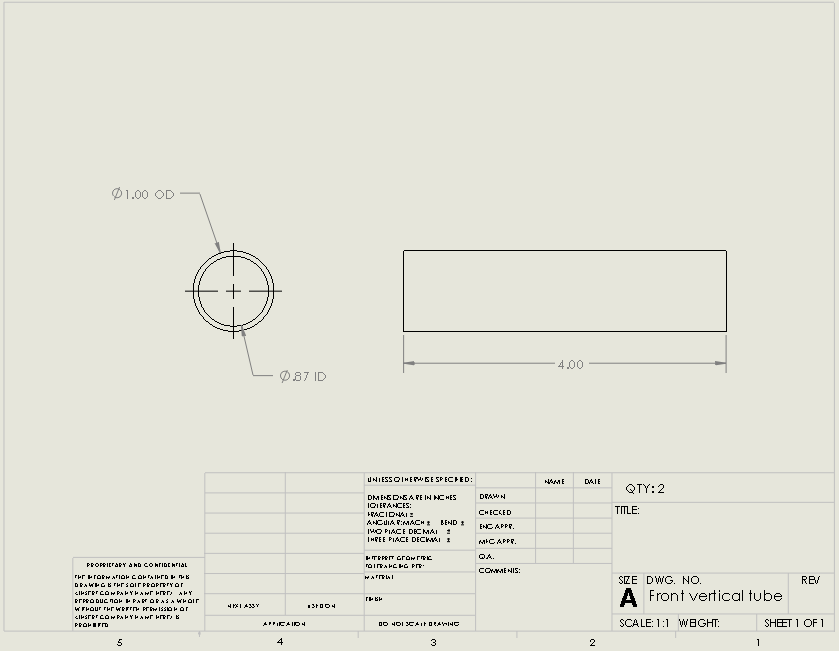 Ø1.00 OD
Ø.87 ID
4.00
UNLESS OTHERWISE SPECIFIED:
DIMENSIONS ARE IN INCHES
TOLERANCES:
FRACTIONAL ±
ANGULAR: MACH ± BEND ±
TWO PLACE DECIMAL ±
THREE PLACE DECIMAL ±
INTERPRET GEOMETRIC
TOLERANCING PER:
MATERIAL
FINISH
DO NOT SCALE DRAWING
NAME DATE
DRAWN
CHECKED
ENG APPR.
MFG APPR.
Q.A.
COMMENTS:
QTY: 2
TITLE:
SIZE DWG. NO. REV
A Front vertical tube
SCALE: 1:1 WEIGHT: SHEET 1 OF 1
PROPRIETARY AND CONFIDENTIAL
THE INFORMATION CONTAINED IN THIS
DRAWING IS THE SOLE PROPERTY OF
<INSERT COMPANY NAME HERE>. ANY
REPRODUCTION IN PART OR AS A WHOLE
WITHOUT THE WRITTEN PERMISSION OF
<INSERT COMPANY NAME HERE> IS
PROHIBITED.
NEXT ASSY USED ON
APPLICATION
5 4 3 2 1